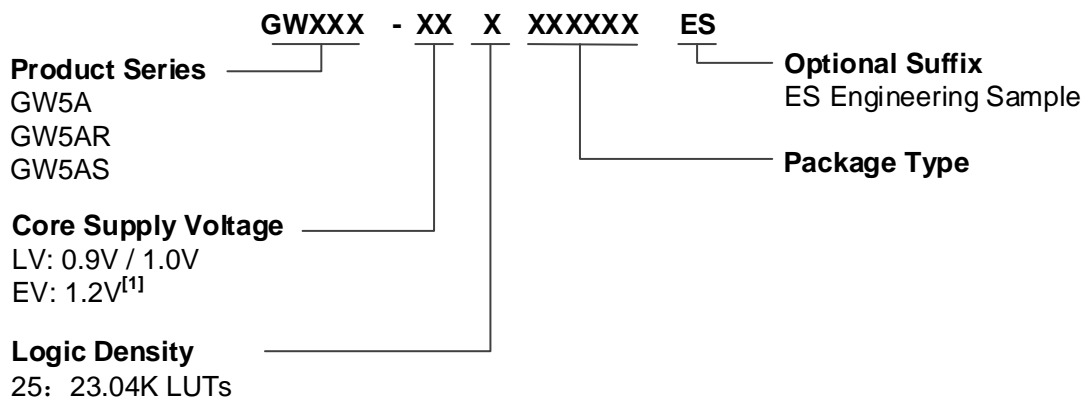 GWXXX - XX X XXXXXX ES
Product Series
GW5A
GW5AR
GW5AS
Core Supply Voltage
LV: 0.9V / 1.0V
EV: 1.2V[1]
Logic Density
25：23.04K LUTs
Optional Suffix
ES Engineering Sample
Package Type